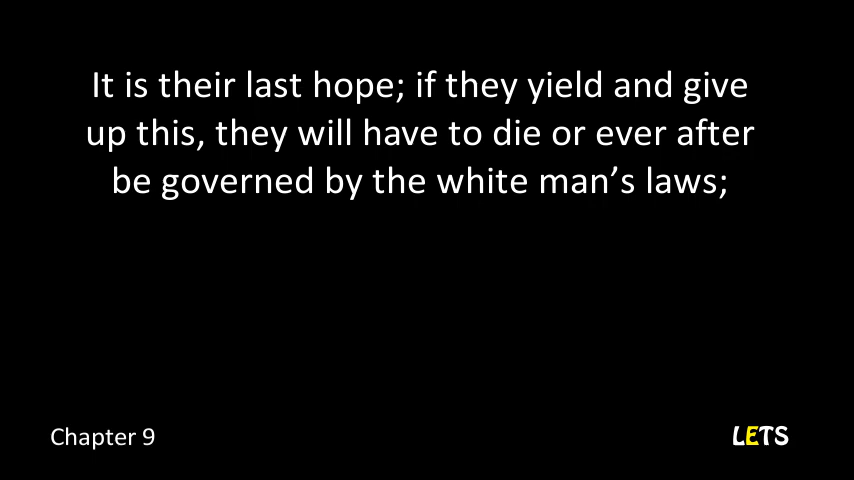 It is their last hope; if they yield and give
up this, they will have to die or ever after
be governed by the white man’s laws;
Chapter 9
LETS